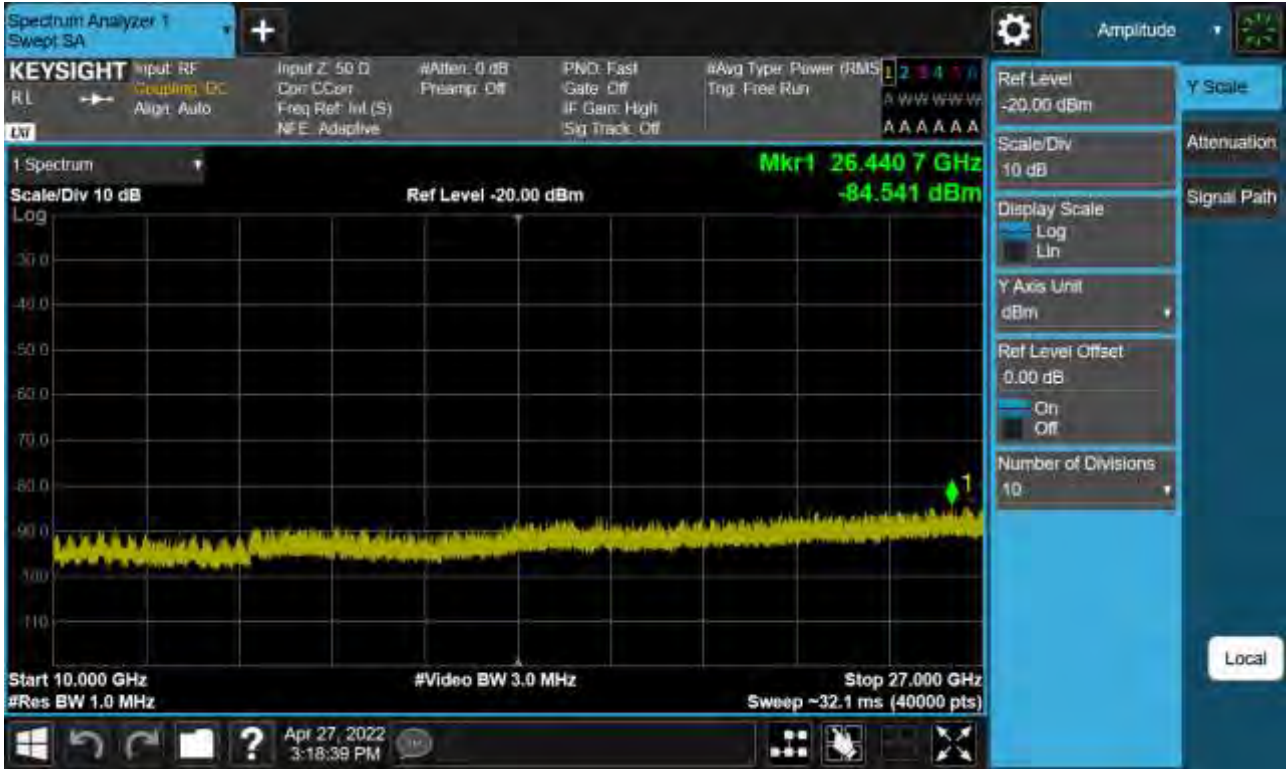 Spectrum Analyzer 1
Swept SA
+
Amplitude
KEYSIGHT
RL
Input: RF
Coupling: DC
Align: Auto
Input Z: 50 Ω
Corr CCorr
Freq Ref: Int (S)
NFE: Adaptive
#Atten: 0 dB
Preamp: Off
PNO: Fast
Gate: Off
IF Gain: High
Sig Track: Off
#Avg Type: Power (RMS
Trig: Free Run
1 2 3 4 5 6
A W W W W W
A A A A A A
1 Spectrum
Mkr1 26.440 7 GHz
Scale/Div 10 dB
Ref Level -20.00 dBm
-84.541 dBm
Log
-30.0
-40.0
-50.0
-60.0
-70.0
-80.0
-90.0
-100
-110
1
Start 10.000 GHz
#Video BW 3.0 MHz
Stop 27.000 GHz
#Res BW 1.0 MHz
Sweep ~32.1 ms (40000 pts)
Ref Level
-20.00 dBm
Scale/Div
10 dB
Display Scale
Log
Lin
Y Axis Unit
dBm
Ref Level Offset
0.00 dB
On
Off
Number of Divisions
10
Y Scale
Attenuation
Signal Path
Local
?
Apr 27, 2022
3:18:39 PM